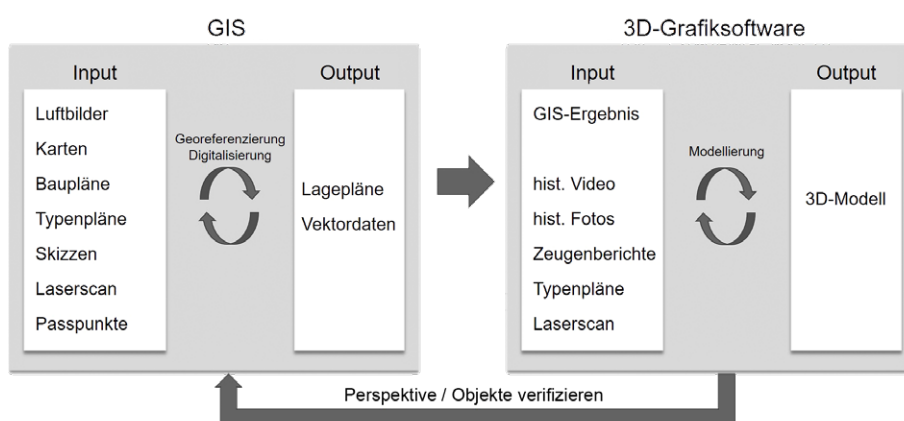 GIS
Input
Luftbilder
Karten
Baupläne
Typenpläne
Skizzen
Laserscan
Passpunkte
Georeferenzierung
Digitalisierung
Output
Lagepläne
Vektordaten
3D-Grafiksoftware
Input
GIS-Ergebnis
hist. Video
hist. Fotos
Zeugenberichte
Typenpläne
Laserscan
Modellierung
Output
3D-Modell
Perspektive / Objekte verifizieren